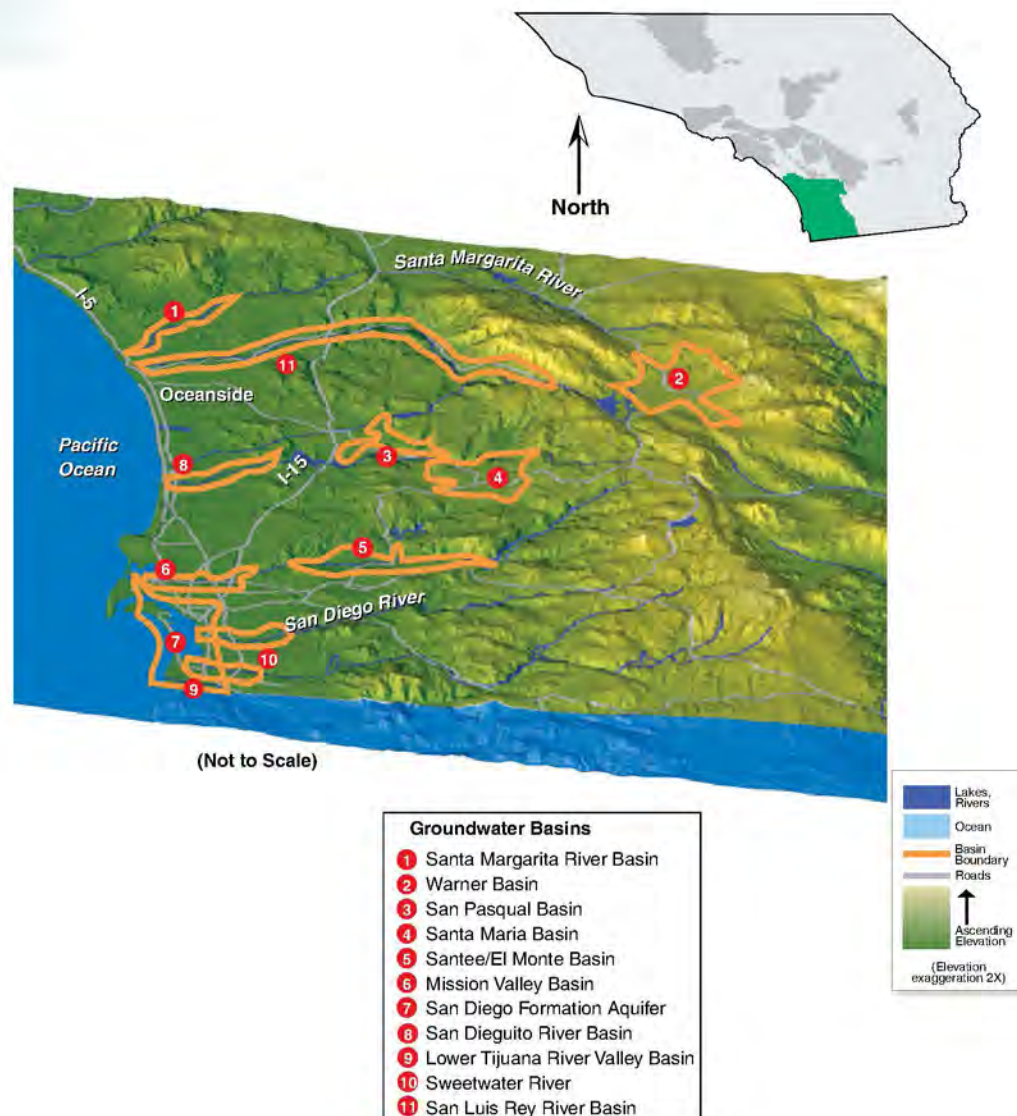 North
Santa Margarita
River
I-5
1
11
2
Oceanside
Pacific
Ocean
8
I-15
3
4
5
6
San Diego River
7
10
9
(Not to Scale)
Lakes,
Rivers
Ocean
Basin
Boundary
Roads
Ascending
Elevation
(Elevation
exaggeration 2X)
Groundwater Basins
1 Santa Margarita River Basin
2 Warner Basin
3 San Pasqual Basin
4 Santa Maria Basin
5 Santee/El Monte Basin
6 Mission Valley Basin
7 San Diego Formation Aquifer
8 San Dieguito River Basin
9 Lower Tijuana River Valley Basin
10 Sweetwater River
11 San Luis Rey River Basin